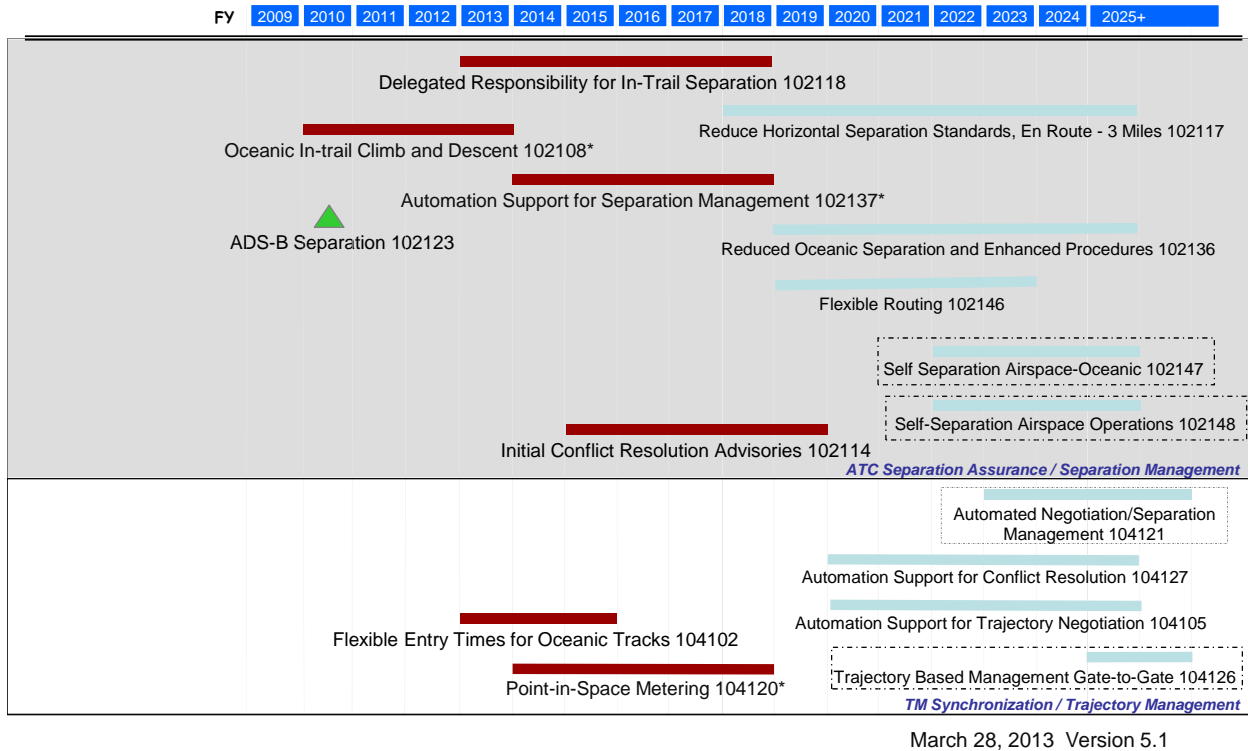 FY 2009 2010 2011 2012 2013 2014 2015 2016 2017 2018 2019 2020 2021 2022 2023 2024 2025+
Delegated Responsibility for In-Trail Separation 102118
Reduce Horizontal Separation Standards, En Route - 3 Miles 102117
Oceanic In-trail Climb and Descent 102108*
Automation Support for Separation Management 102137*
ADS-B Separation 102123
Reduced Oceanic Separation and Enhanced Procedures 102136
Flexible Routing 102146
Self Separation Airspace-Oceanic 102147
Self-Separation Airspace Operations 102148
Initial Conflict Resolution Advisories 102114
ATC Separation Assurance / Separation Management
Automated Negotiation/Separation
Management 104121
Automation Support for Conflict Resolution 104127
Automation Support for Trajectory Negotiation 104105
Flexible Entry Times for Oceanic Tracks 104102
Trajectory Based Management Gate-to-Gate 104126
Point-in-Space Metering 104120*
TM Synchronization / Trajectory Management
March 28, 2013 Version 5.1